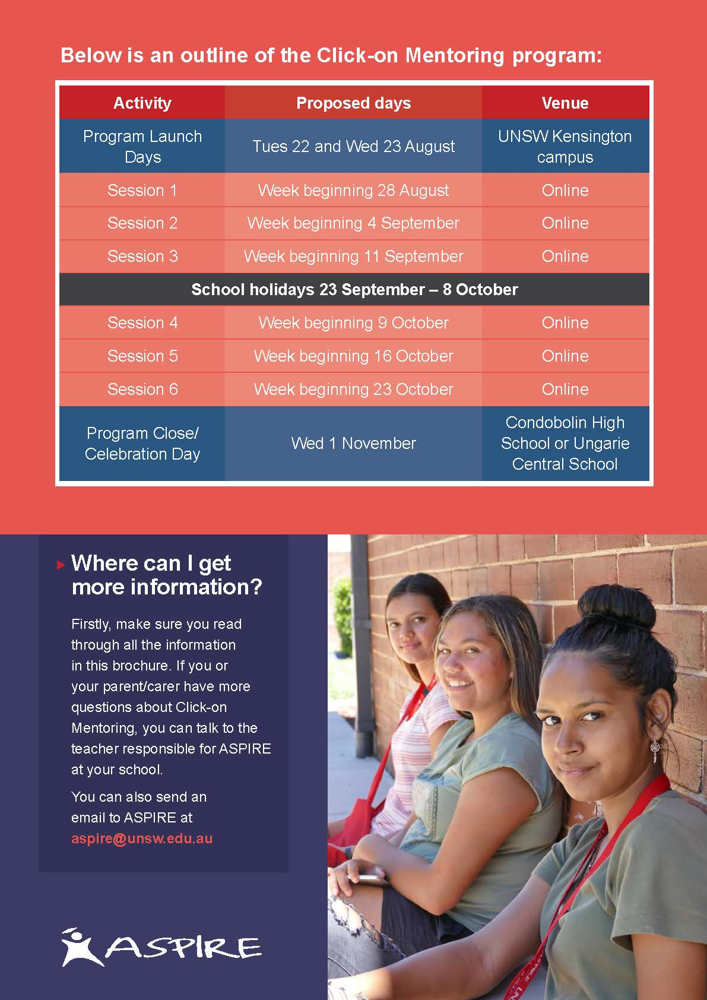 Below is an outline of the Click-on Mentoring program:
Activity Proposed days Venue
Program Launch
Days
Tues 22 and Wed 23 August
UNSW Kensington
campus
Session 1 Week beginning 28 August Online
Session 2 Week beginning 4 September Online
Session 3 Week beginning 11 September Online
School holidays 23 September – 8 October
Session 4 Week beginning 9 October Online
Session 5 Week beginning 16 October Online
Session 6 Week beginning 23 October Online
Program Close/
Celebration Day
Wed 1 November
Condobolin High
School or Ungarie
Central School
Where can I get
more information?
Firstly, make sure you read
through all the information
in this brochure. If you or
your parent/carer have more
questions about Click-on
Mentoring, you can talk to the
teacher responsible for ASPIRE
at your school.
You can also send an
email to ASPIRE at
aspire@unsw.edu.au
ASPIRE